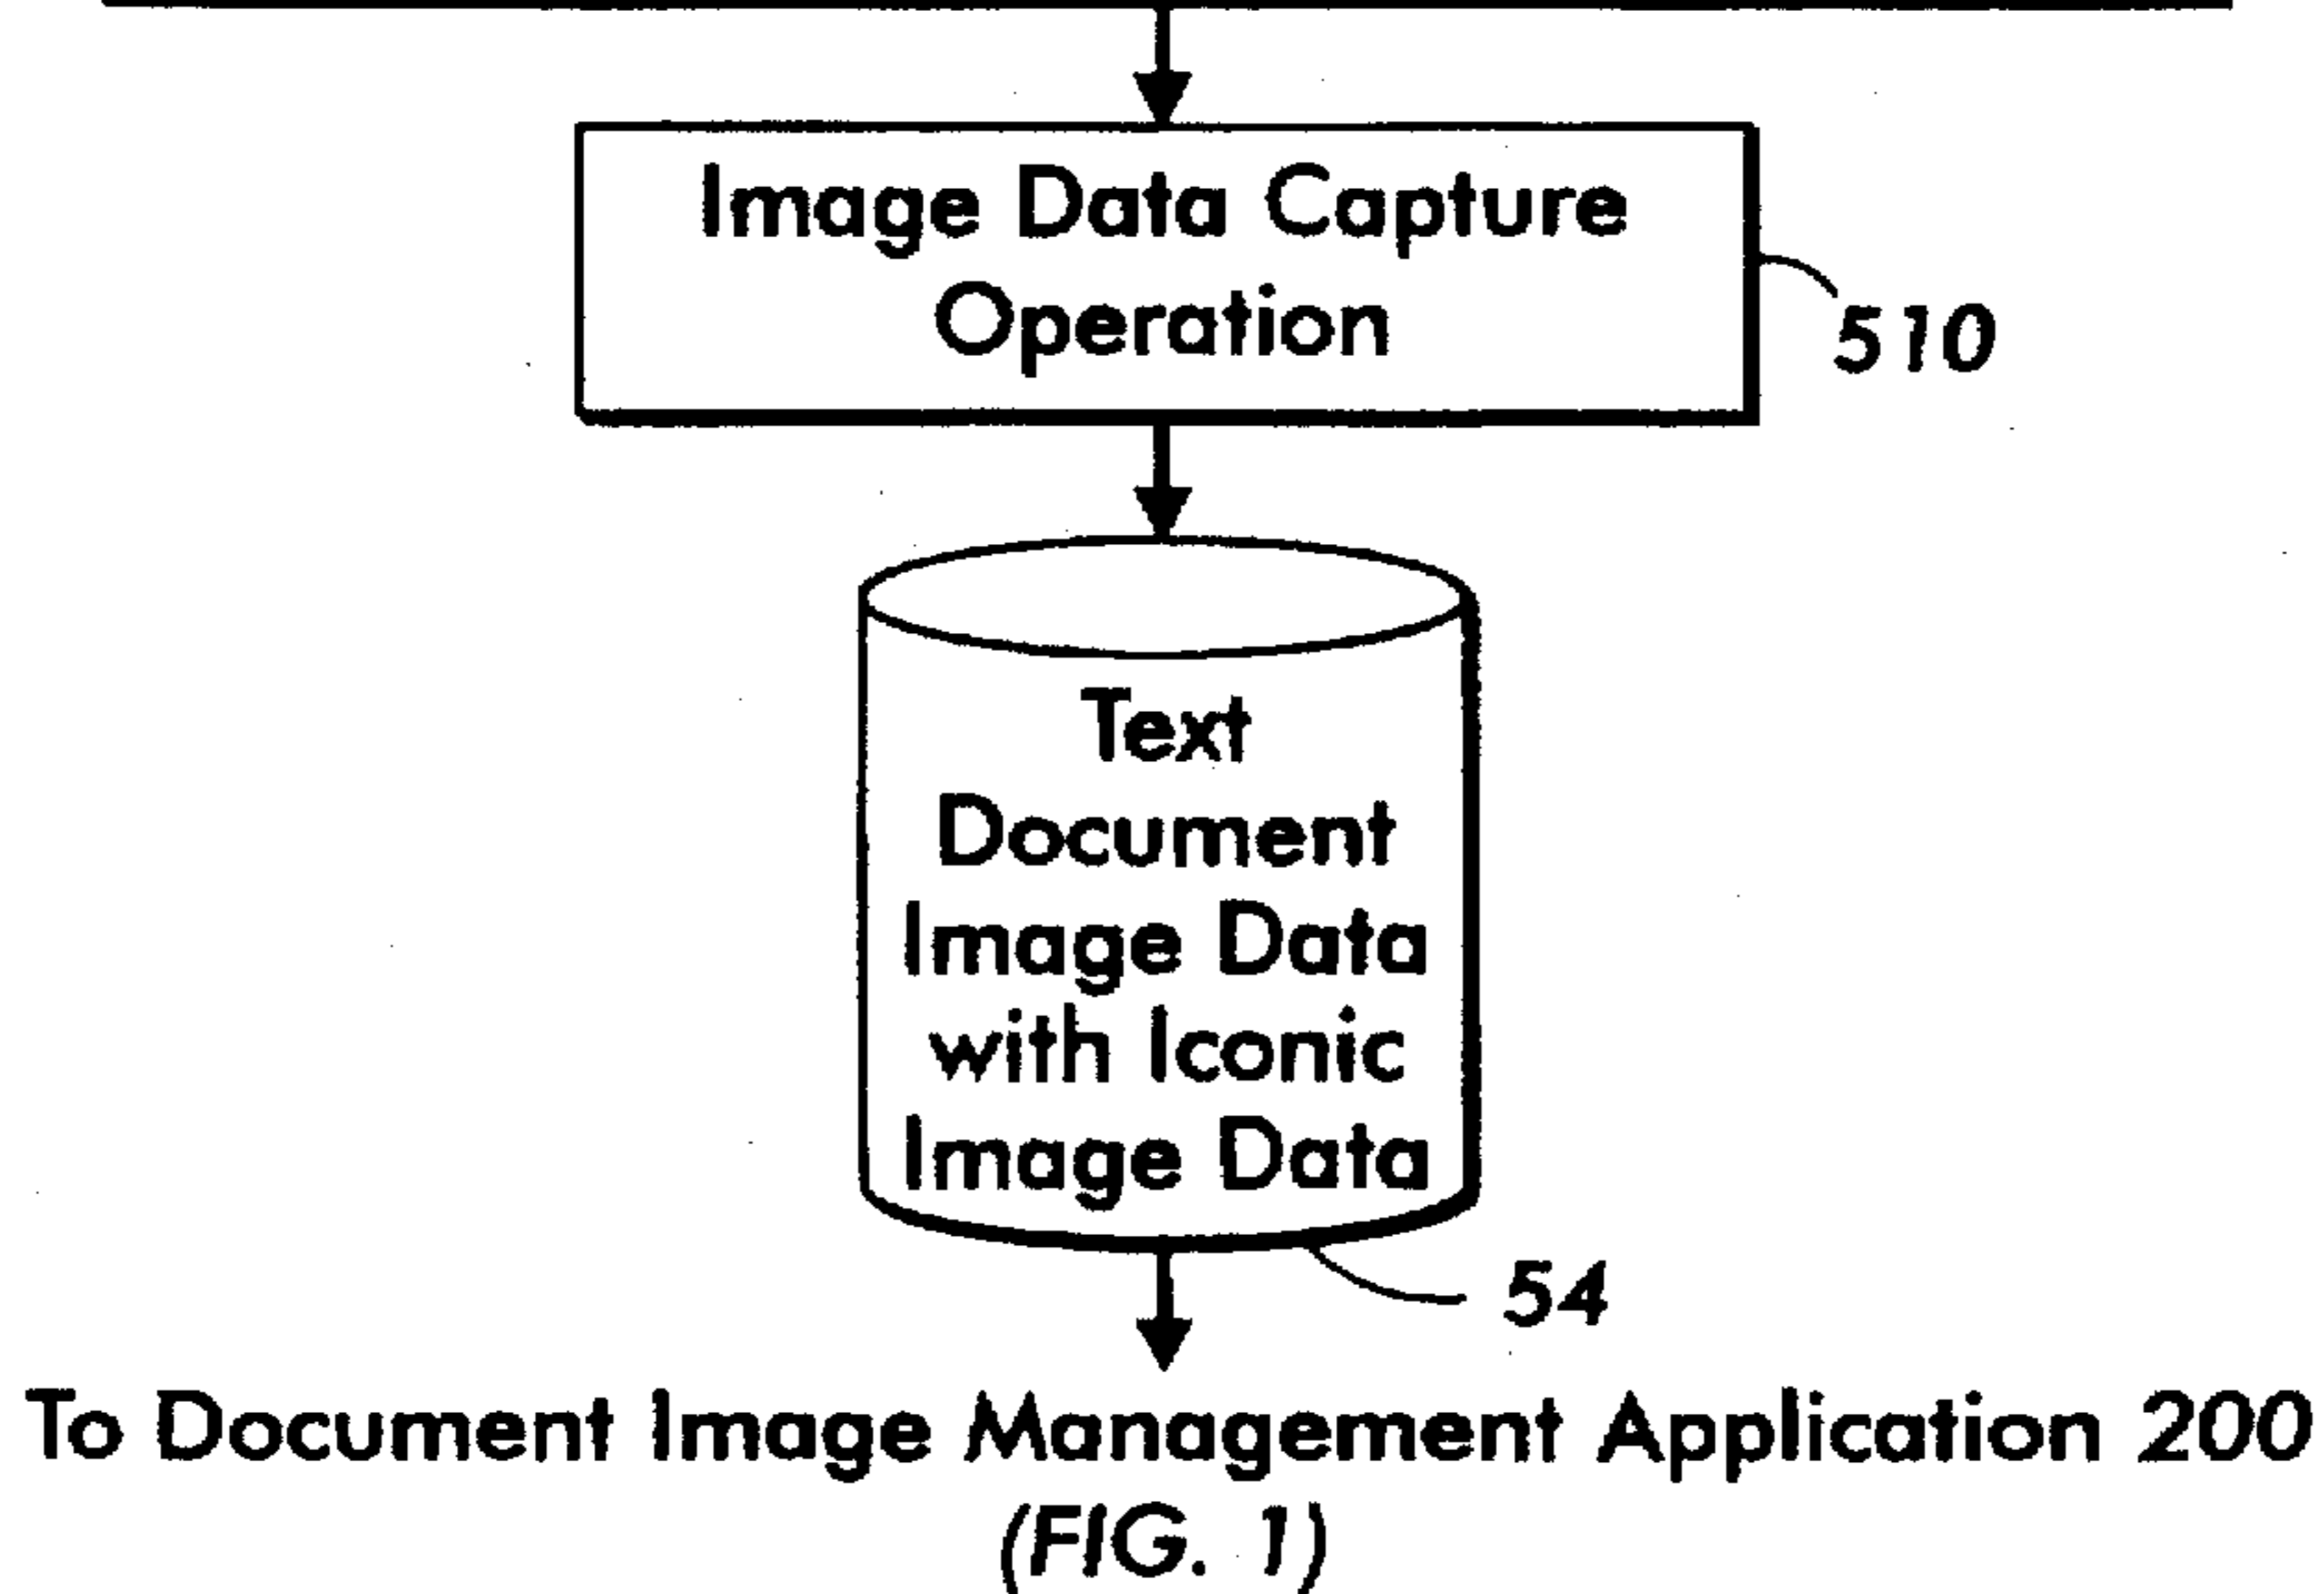 Image Data Capture
Operation
510
Text
Document
Image Data
with Iconic
Image Data
54
To Document Image Management Application 200
(FIG. 1)